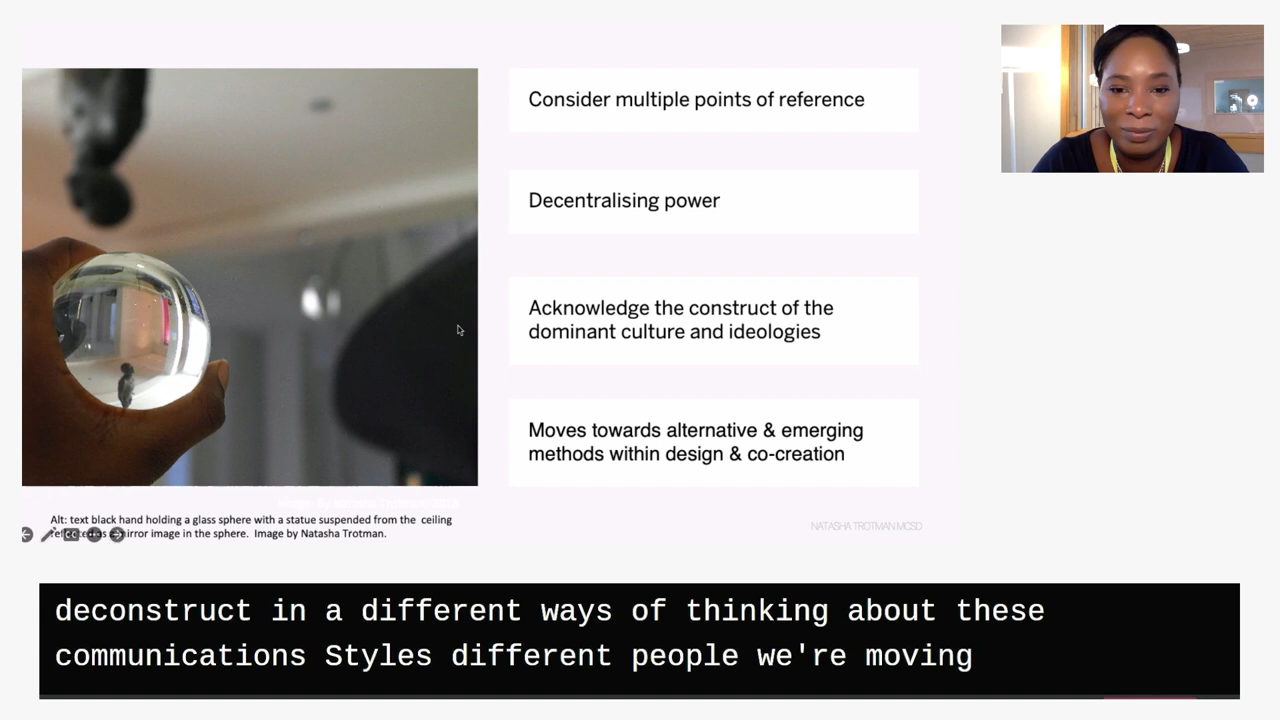 Consider multiple points of reference
Decentralising power
Acknowledge the construct of the
dominant culture and ideologies
Moves towards alternative & emerging
methods within design & co-creation
Alt: text black hand holding a glass sphere with a statue suspended from the ceiling
reflected as a mirror image in the sphere. Image by Natasha Trotman.
NATASHA TROTMAN MCSD
deconstruct in a different ways of thinking about these
communications Styles different people we're moving